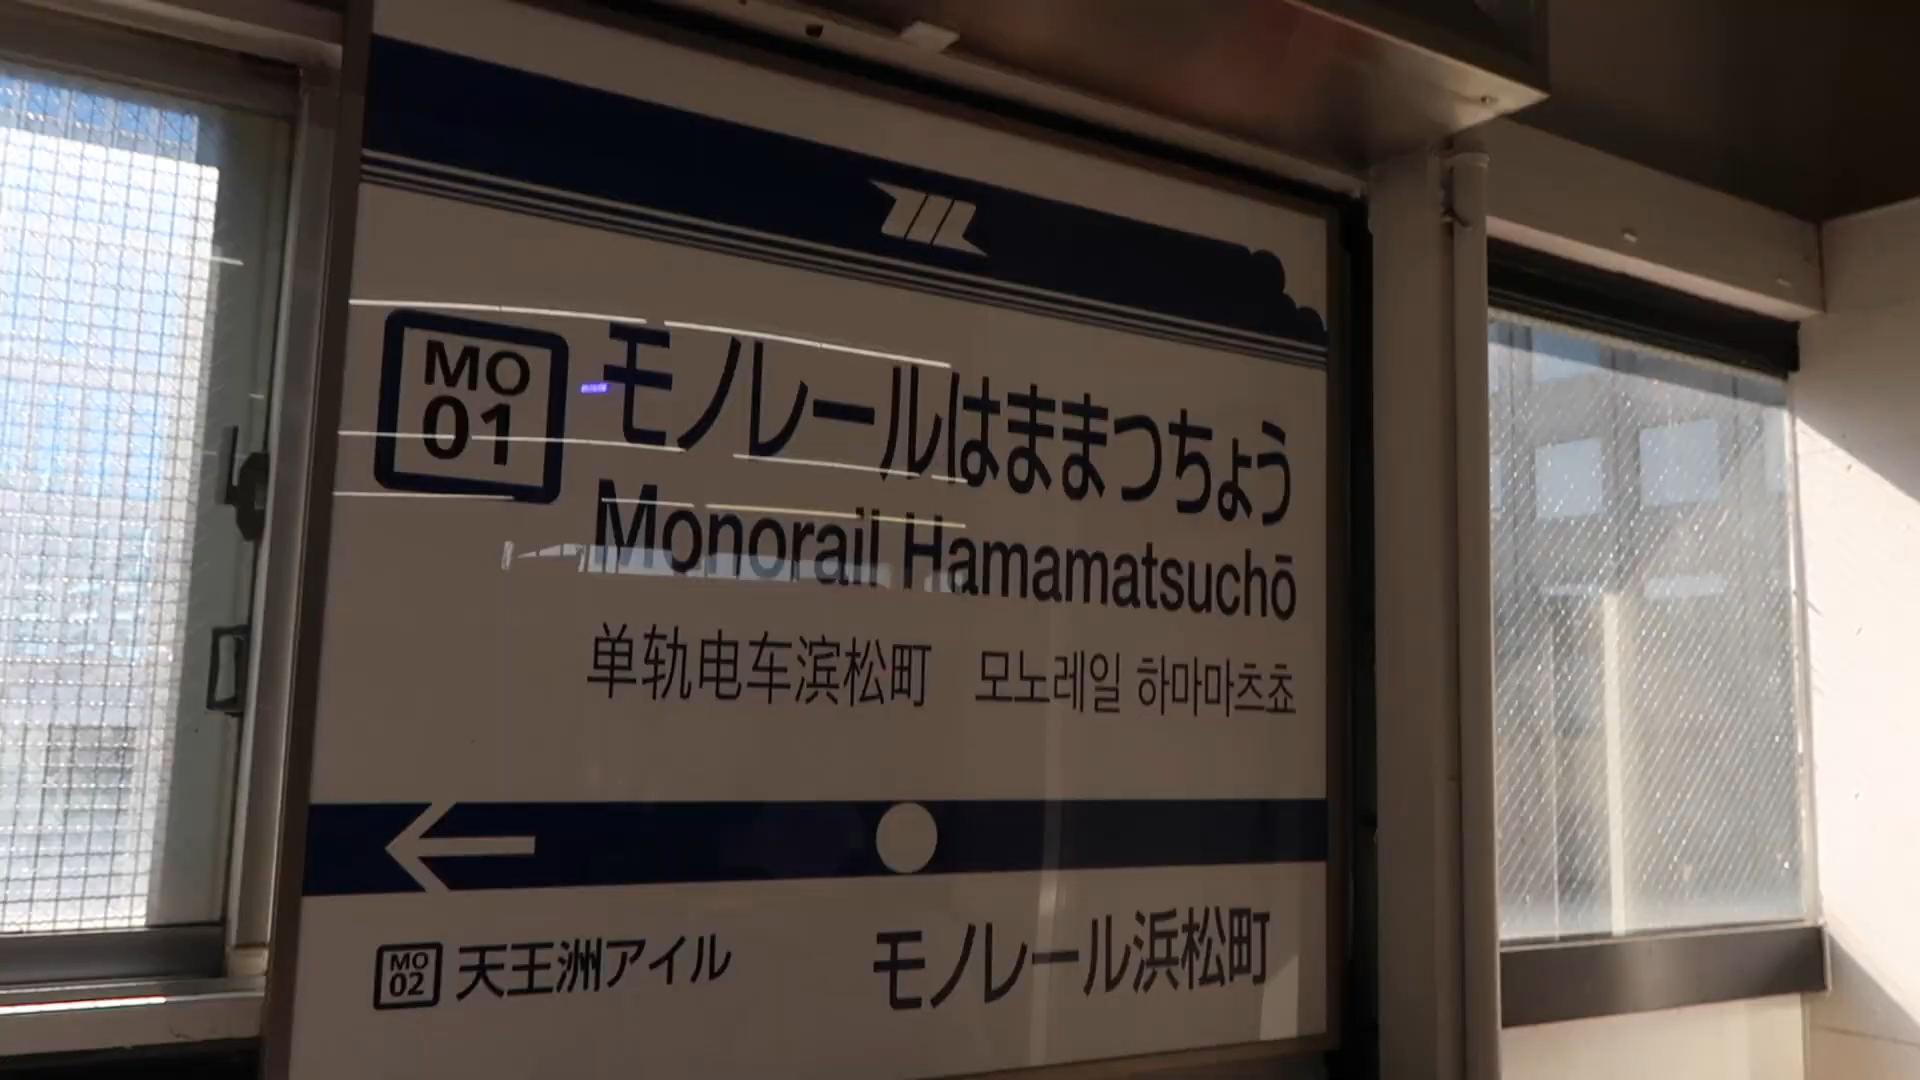 MO
01
モノレールはままつちょう
Monorail Hamamatsuchō
单轨电车滨松町 모노레일 하마마츠쵸
MO
02
天王洲アイル
モノレール浜松町